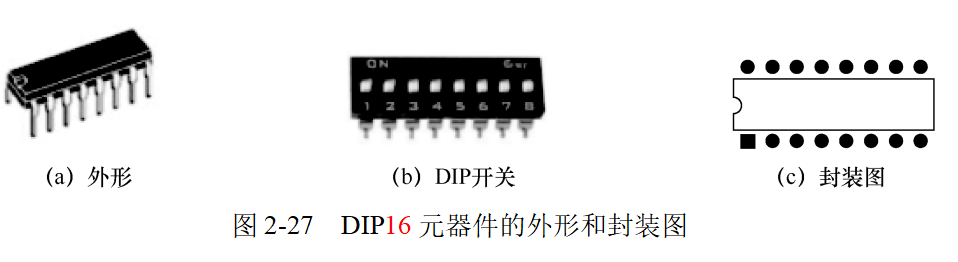 ON
1 2 3 4 5 6 7 8
(a) 外形
(b) DIP开关
(c) 封装图
图 2-27 DIP16 元器件的外形和封装图